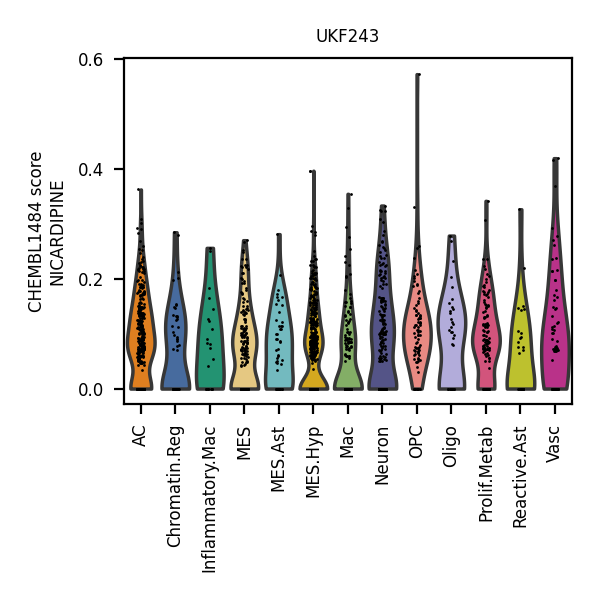 UKF243
CHEMBL1484 score
NICARDIPINE
0.6
0.4
0.2
0.0
AC
Chromatin.Reg
Inflammatory.Mac
MES
MES.Ast
MES.Hyp
Mac
Neuron
OPC
Oligo
Prolif.Metab
Reactive.Ast
Vasc